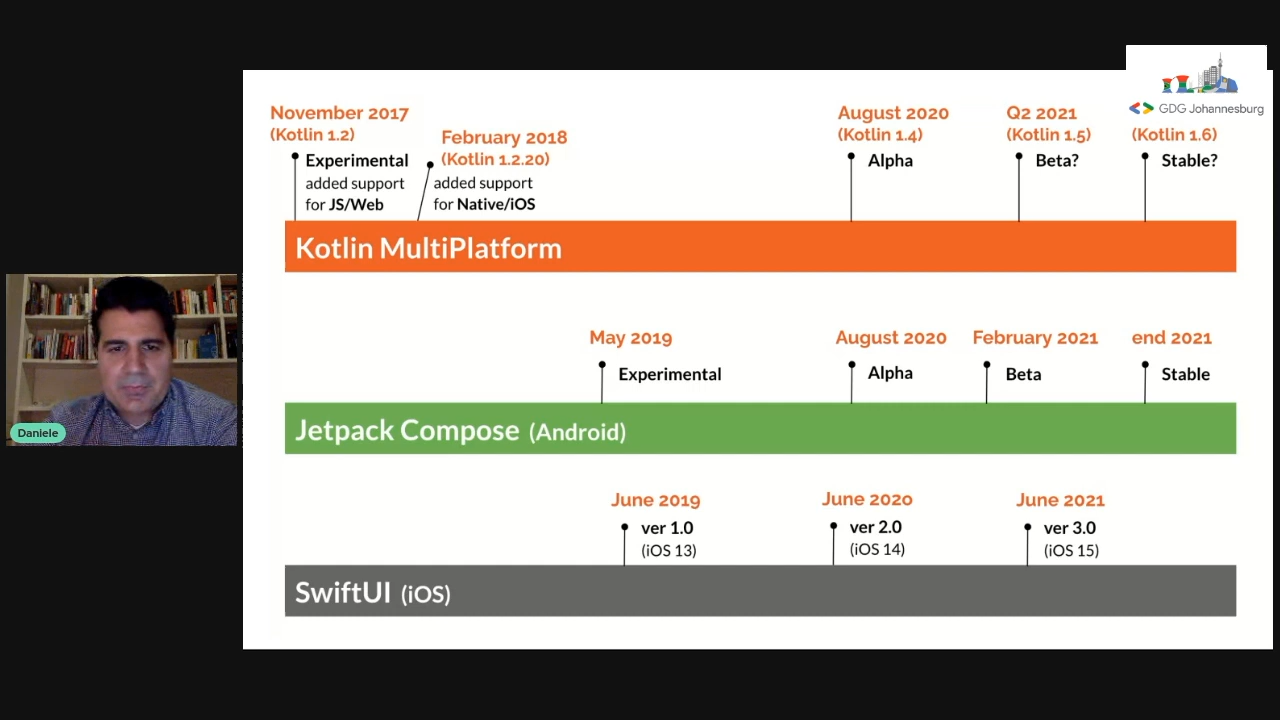 GDG Johannesburg
November 2017
(Kotlin 1.2)
Experimental
added support
for JS/Web
February 2018
(Kotlin 1.2.20)
added support
for Native/iOS
August 2020
(Kotlin 1.4)
Alpha
Q2 2021
(Kotlin 1.5)
Beta?
(Kotlin 1.6)
Stable?
Kotlin MultiPlatform
May 2019
Experimental
August 2020
Alpha
February 2021
Beta
end 2021
Stable
Jetpack Compose (Android)
June 2019
ver 1.0
(iOS 13)
June 2020
ver 2.0
(iOS 14)
June 2021
ver 3.0
(iOS 15)
SwiftUI (iOS)
Daniele